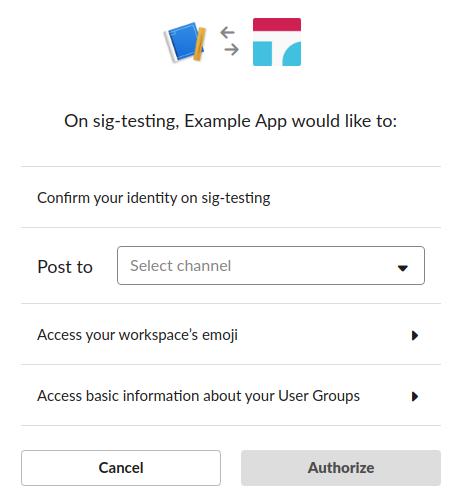 On sig-testing, Example App would like to:
Confirm your identity on sig-testing
Post to
Select channel
Access your workspace’s emoji
Access basic information about your User Groups
Cancel
Authorize